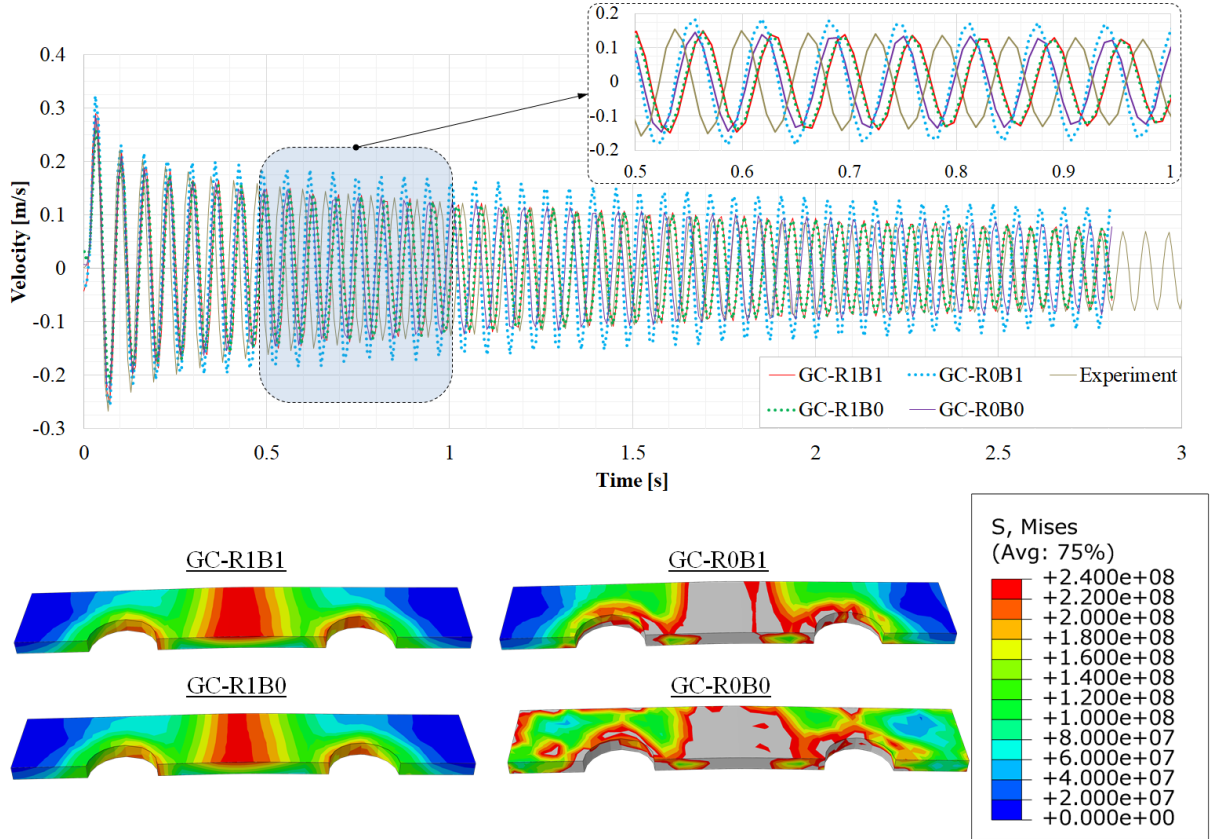 0.2
0.1
0
-0.1
-0.2
0.5 0.6 0.7 0.8 0.9 1
0.4
0.3
0.2
0.1
0
-0.1
-0.2
-0.3
Velocity [m/s]
GC-R1B1 GC-R0B1 Experiment
GC-R1B0 GC-R0B0
0 0.5 1 1.5 2 2.5 3
Time [s]
GC-R1B1 GC-R0B1
GC-R1B0 GC-R0B0
S, Mises
(Avg: 75%)
+2.400e+08
+2.200e+08
+2.000e+08
+1.800e+08
+1.600e+08
+1.400e+08
+1.200e+08
+1.000e+08
+8.000e+07
+6.000e+07
+4.000e+07
+2.000e+07
+0.000e+00